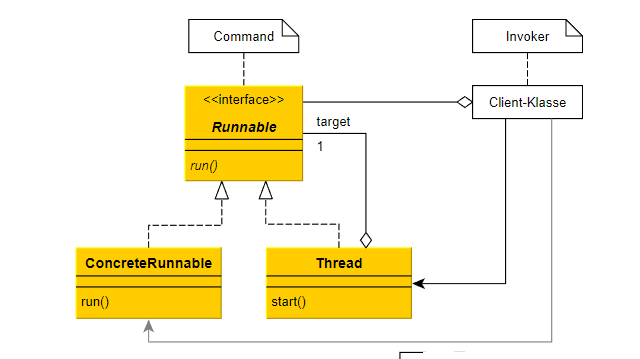 Command
Invoker
<<interface>>
Runnable
run()
Client-Klasse
target
1
ConcreteRunnable
run()
Thread
start()